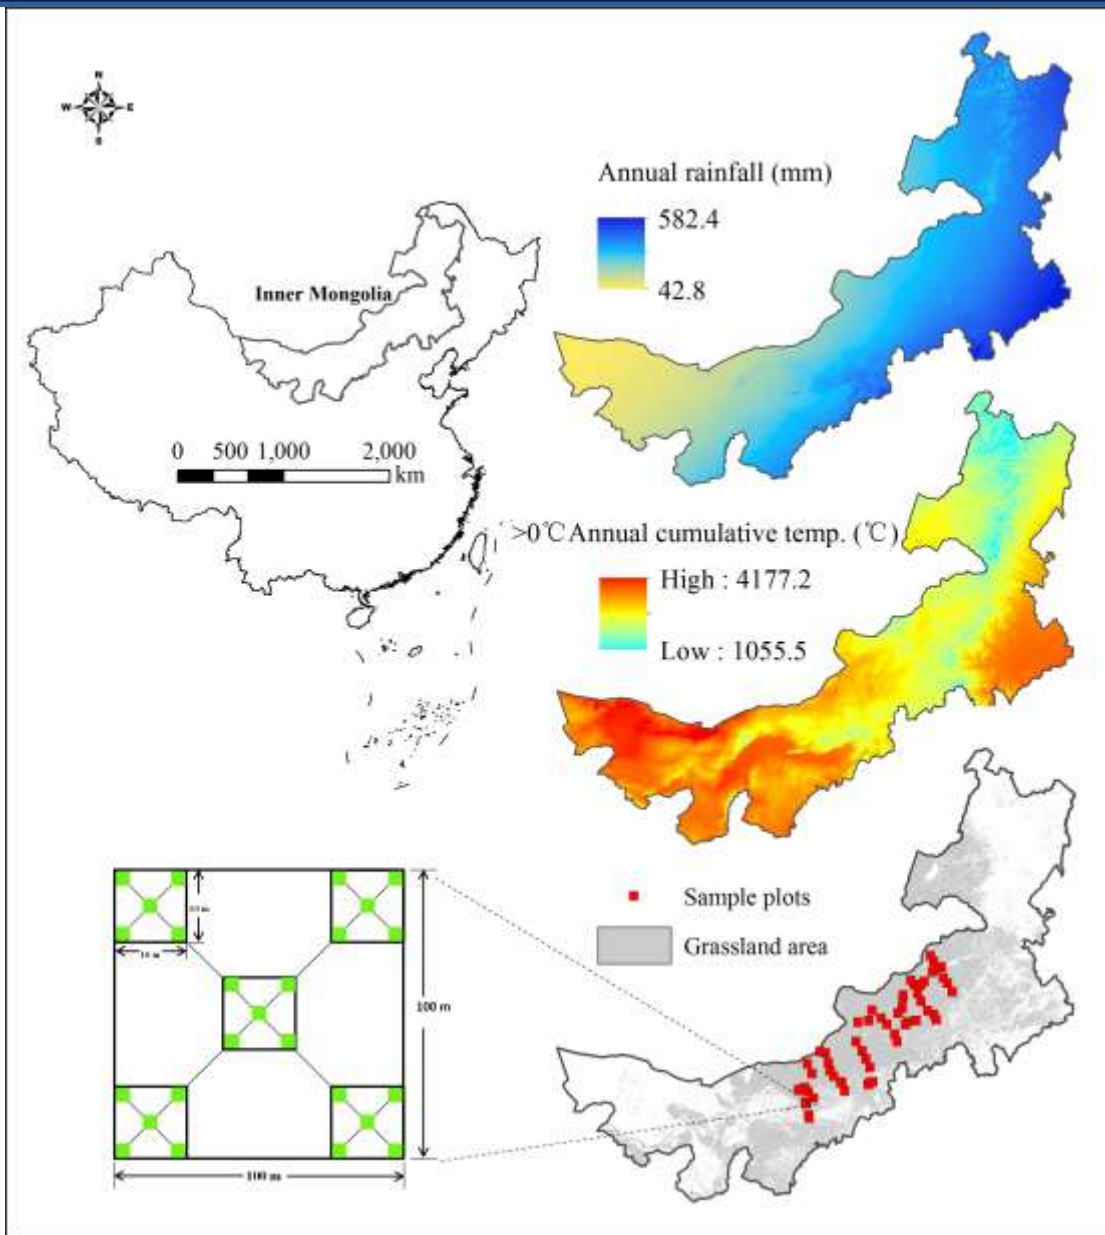 N
W E
S
Annual rainfall (mm)
582.4
42.8
Inner Mongolia
0 500 1,000 2,000
km
>0℃ Annual cumulative temp. (℃)
High : 4177.2
Low : 1055.5
Sample plots
Grassland area
100 m
100 m